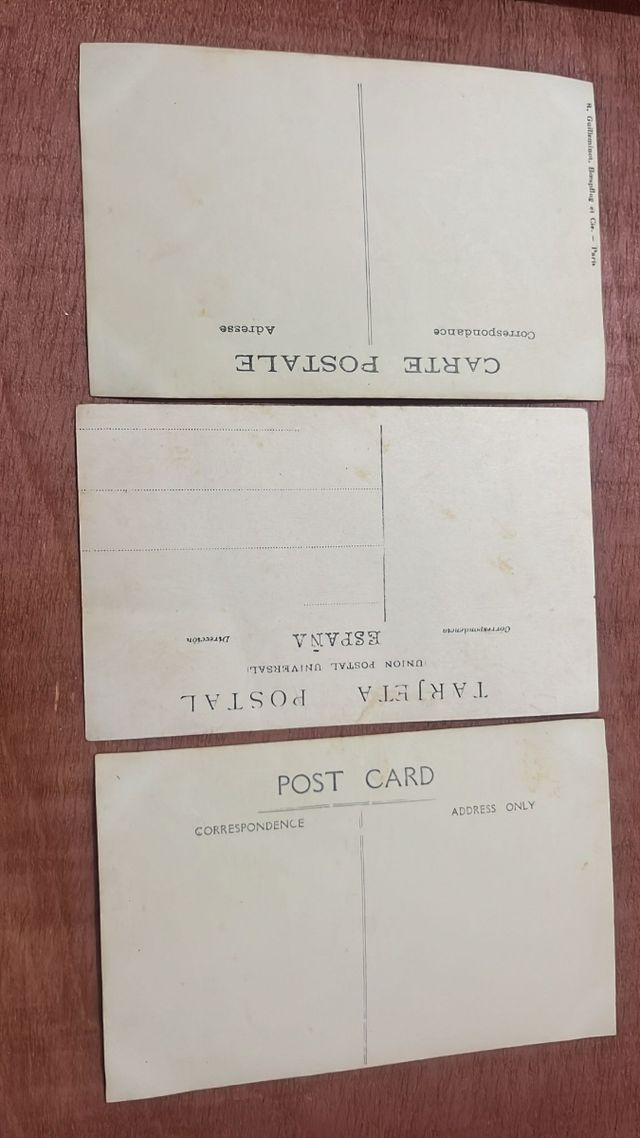 CARTE POSTALE
Correspondance
Adresse
R. Guilleminot, Bœspflug et Cie. — Paris
TARJETA POSTAL
(UNION POSTAL UNIVERSAL)
ESPAÑA
Correspondencia
Dirección
POST CARD
CORRESPONDENCE
ADDRESS ONLY